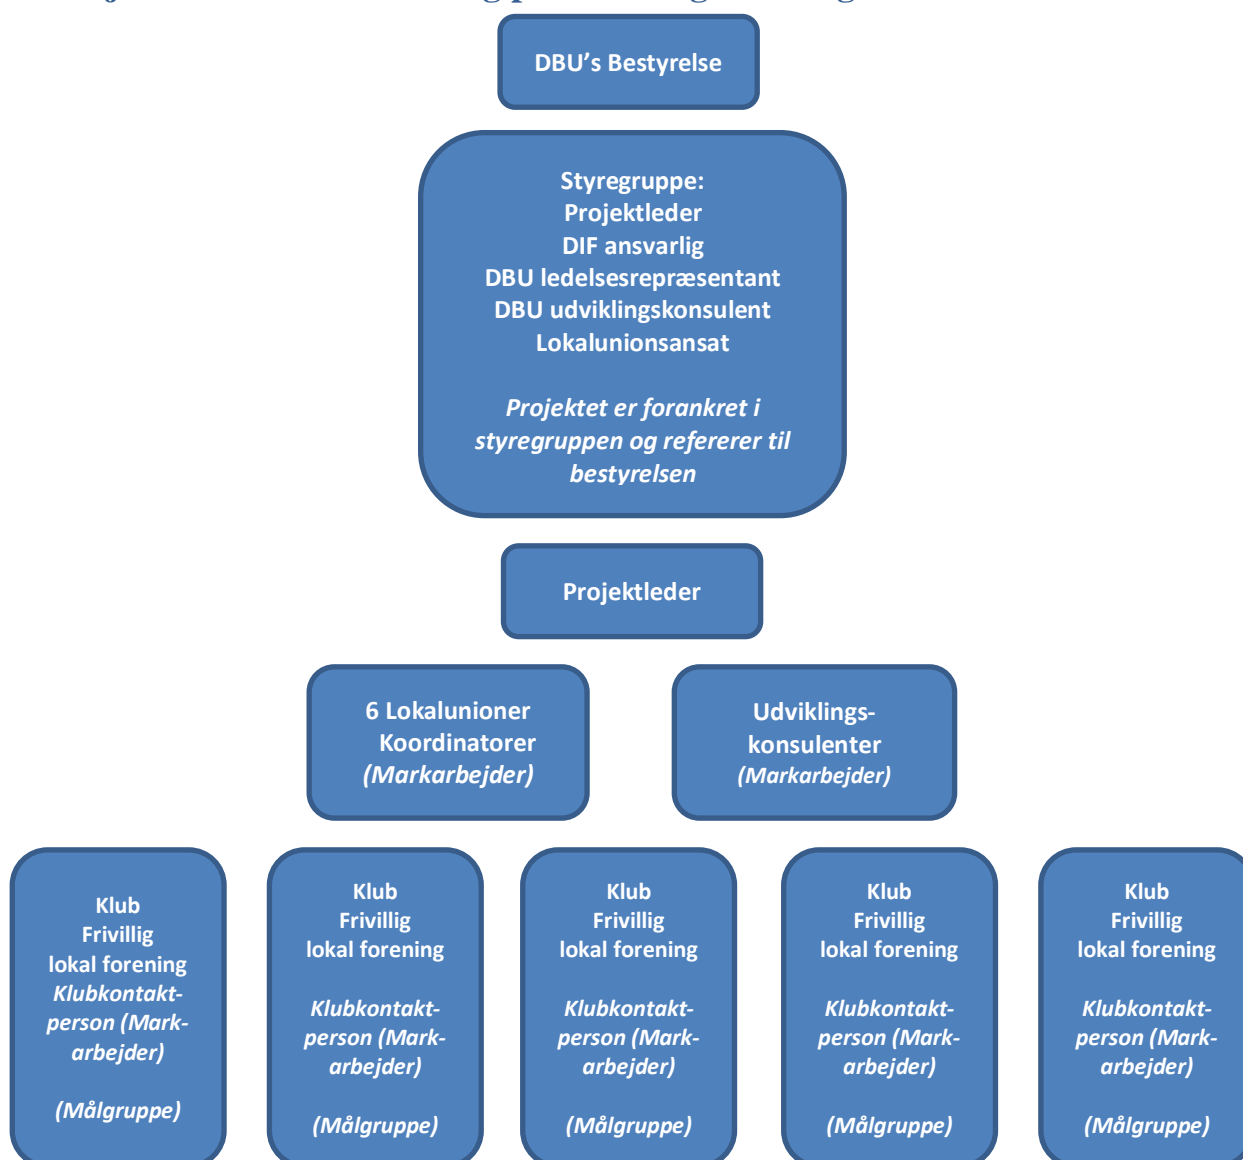 DBU's Bestyrelse
Styregruppe:
Projektleder
DIF ansvarlig
DBU ledelsesrepræsentant
DBU udviklingskonsulent
Lokalunionsansat
Projektet er forankret i
styregruppen og refererer til
bestyrelsen
Projektleder
6 Lokalunioner
Koordinatorer
(Markarbejder)
Udviklings-
konsulenter
(Markarbejder)
Klub
Frivillig
lokal forening
Klubkontakt-
person (Mark-
arbejder)
(Målgruppe)
Klub
Frivillig
lokal forening
Klubkontakt-
person (Mark-
arbejder)
(Målgruppe)
Klub
Frivillig
lokal forening
Klubkontakt-
person (Mark-
arbejder)
(Målgruppe)
Klub
Frivillig
lokal forening
Klubkontakt-
person (Mark-
arbejder)
(Målgruppe)
Klub
Frivillig
lokal forening
Klubkontakt-
person (Mark-
arbejder)
(Målgruppe)